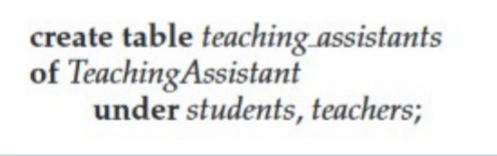 create table teaching_assistants
of TeachingAssistant
under students, teachers;